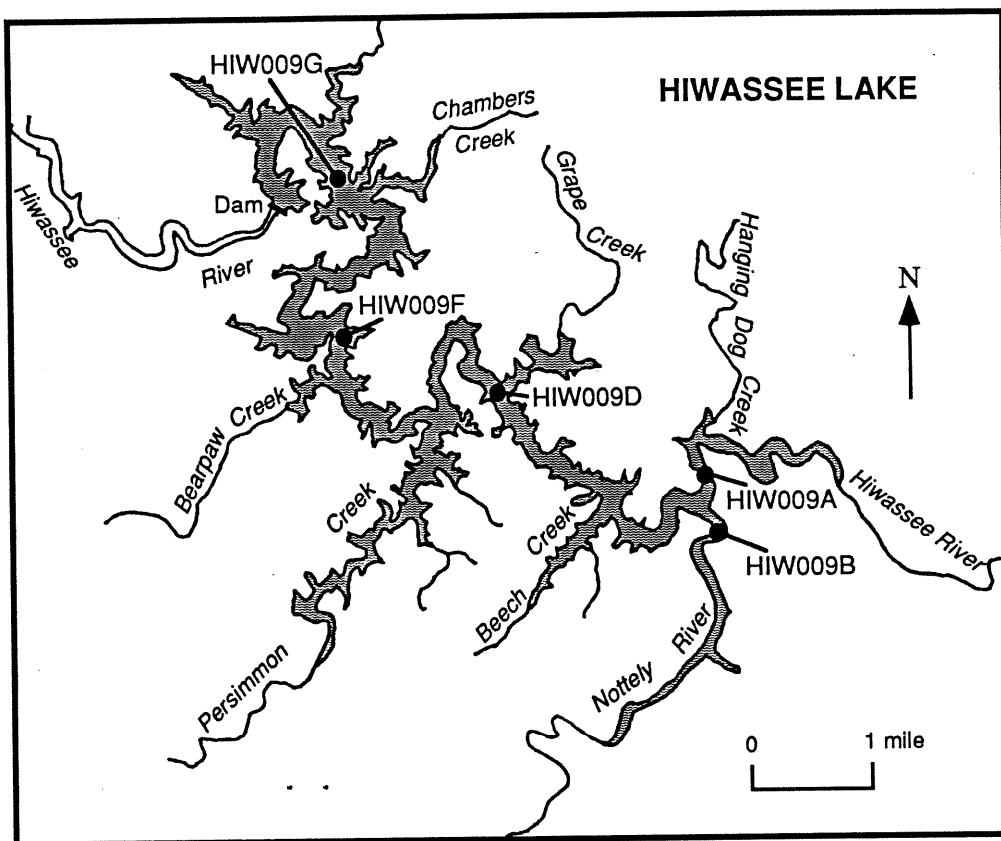 HIWASSEE LAKE
HIW009G
Chambers
Creek
Grape
Creek
Hiwassee
River
Dam
Hanging Dog Creek
N
HIW009F
HIW009D
Bearpaw Creek
HIW009A
Hiwassee River
HIW009B
Creek
Persimmon
Creek
Beech
River
Nottely
0 1 mile